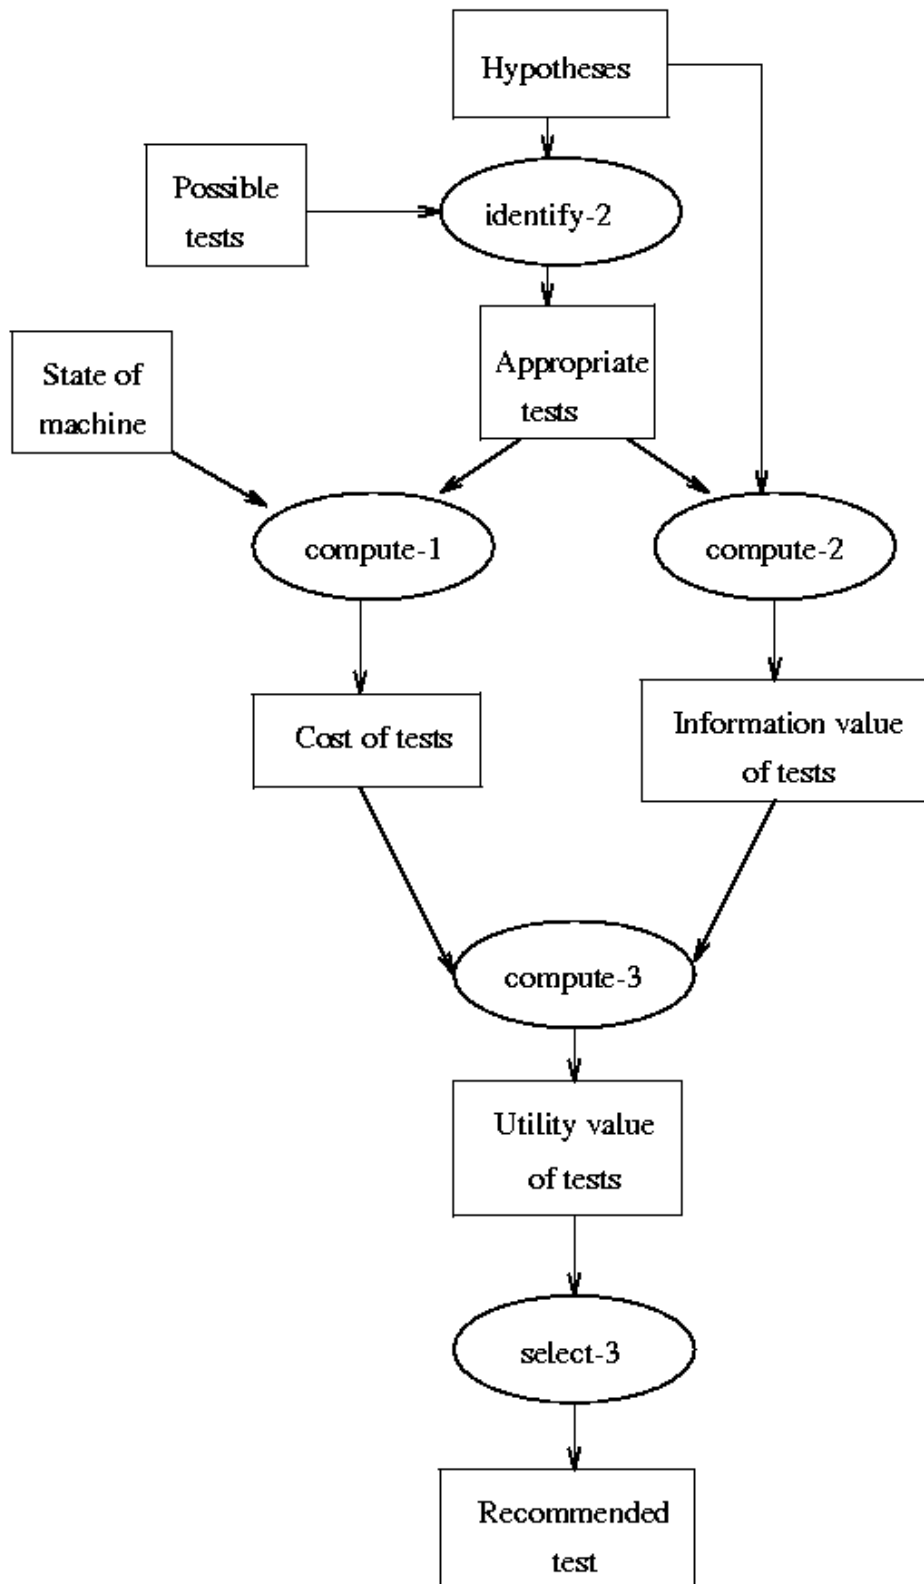 Hypotheses
Possible
tests
identify-2
State of
machine
Appropriate
tests
compute-1
compute-2
Cost of tests
Information value
of tests
compute-3
Utility value
of tests
select-3
Recommended
test